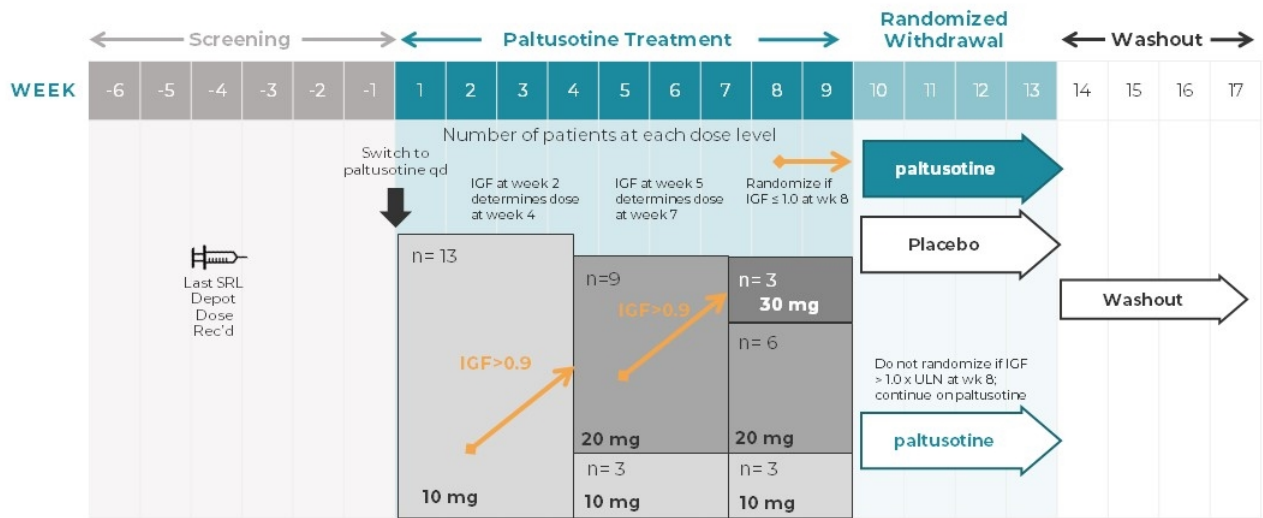 Screening
Paltusotine Treatment
Randomized
Withdrawal
Washout
WEEK
-6 -5 -4 -3 -2 -1 1 2 3 4 5 6 7 8 9 10 11 12 13 14 15 16 17
Number of patients at each dose level
Switch to
paltusotine qd
IGF at week 2
determines dose
at week 4
IGF at week 5
determines dose
at week 7
Randomize if
IGF ≤ 1.0 at wk 8
paltusotine
Placebo
Last SRL
Depot
Dose
Rec'd
n= 13
IGF>0.9
10 mg
n=9
IGF>0.9
20 mg
n= 3
10 mg
n= 3
30 mg
n= 6
20 mg
n= 3
10 mg
Washout
Do not randomize if IGF
> 1.0 x ULN at wk 8;
continue on paltusotine
paltusotine